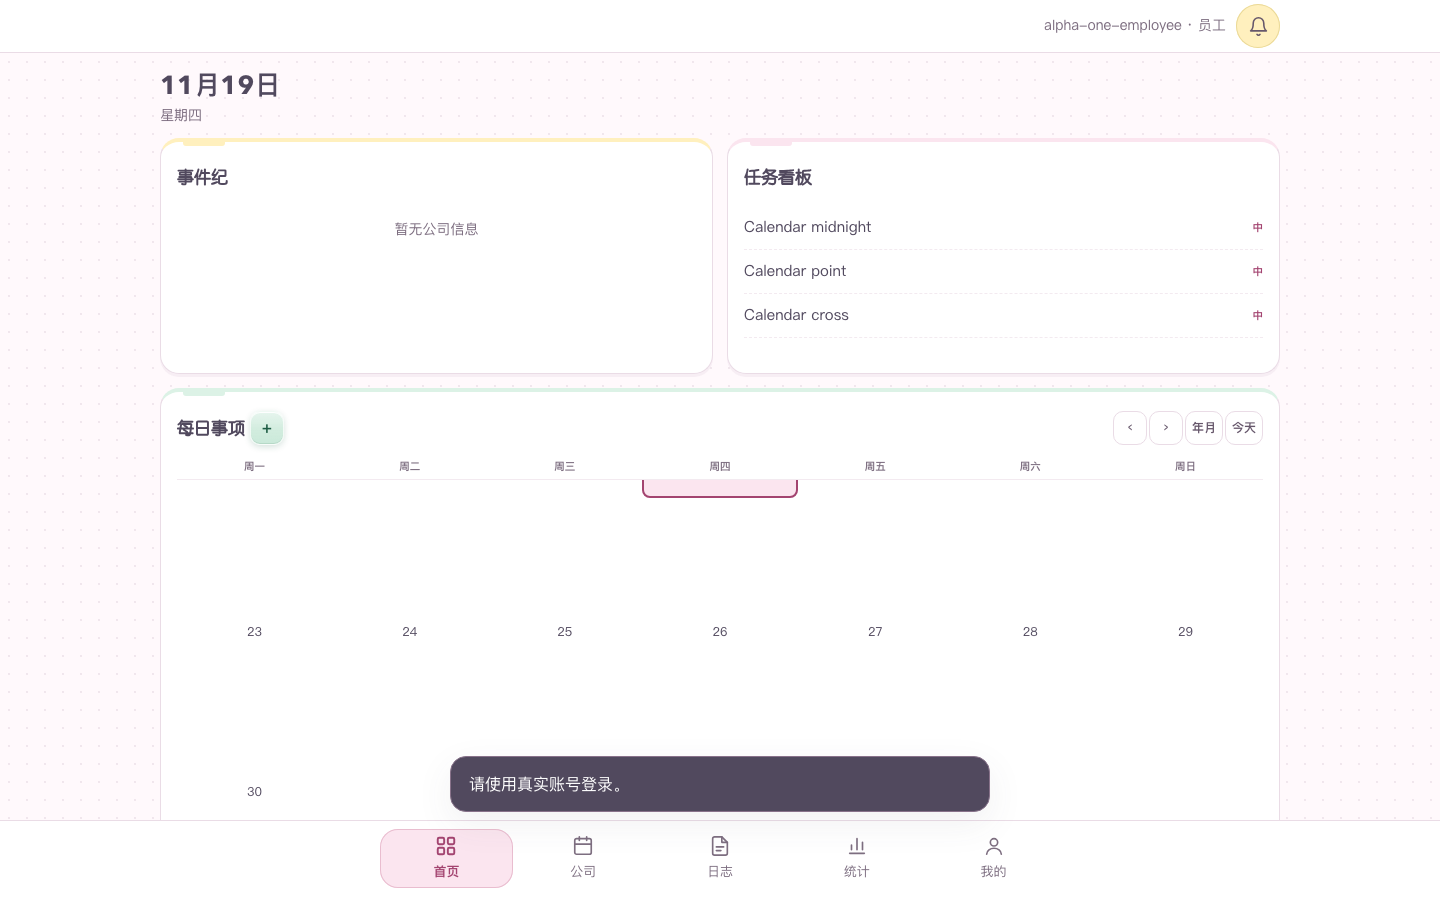 alpha-one-employee · 员工
11月19日
星期四
事件纪
暂无公司信息
任务看板
Calendar midnight 中
Calendar point 中
Calendar cross 中
每日事项 +
‹ › 年月 今天
周一 周二 周三 周四 周五 周六 周日
23 24 25 26 27 28 29
30
请使用真实账号登录。
首页 公司 日志 统计 我的